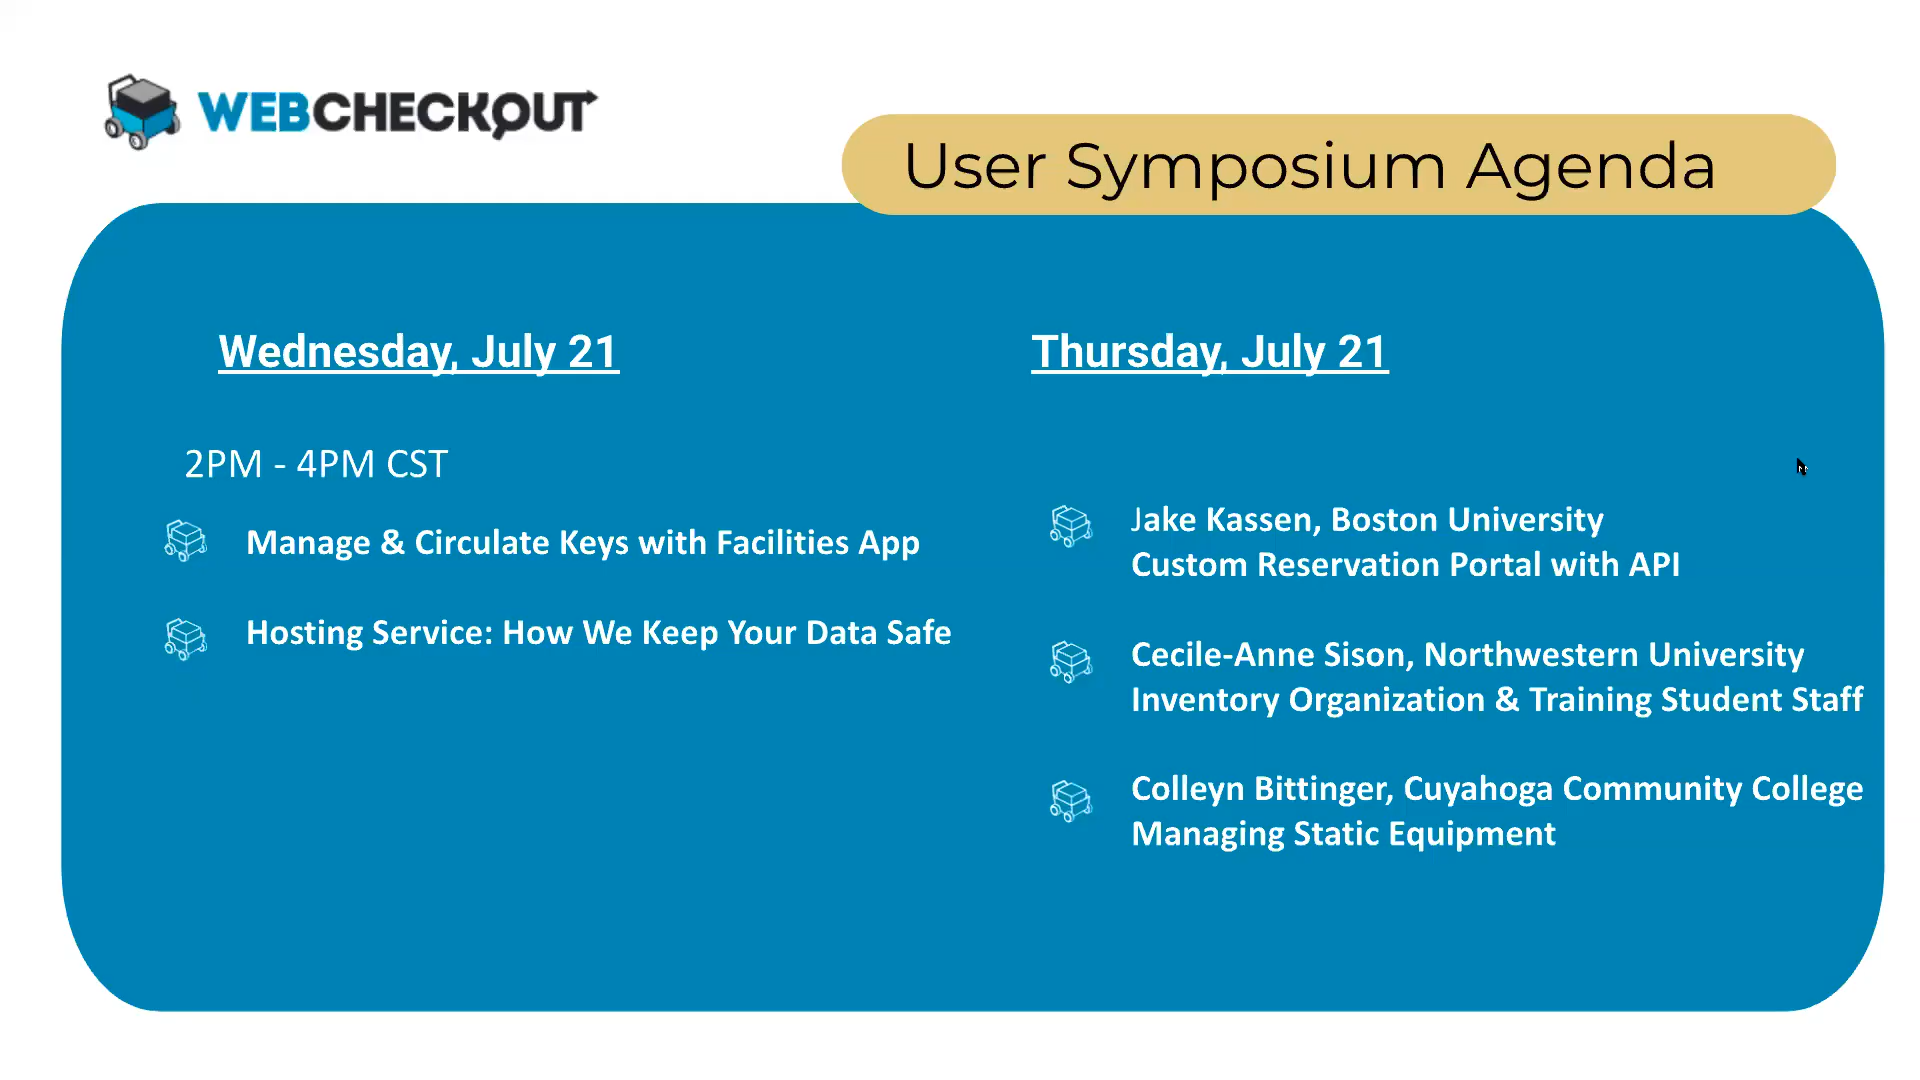 WEBCHECKOUT
User Symposium Agenda
Wednesday, July 21
2PM - 4PM CST
Manage & Circulate Keys with Facilities App
Hosting Service: How We Keep Your Data Safe
Thursday, July 21
Jake Kassen, Boston University
Custom Reservation Portal with API
Cecile-Anne Sison, Northwestern University
Inventory Organization & Training Student Staff
Colleyn Bittinger, Cuyahoga Community College
Managing Static Equipment